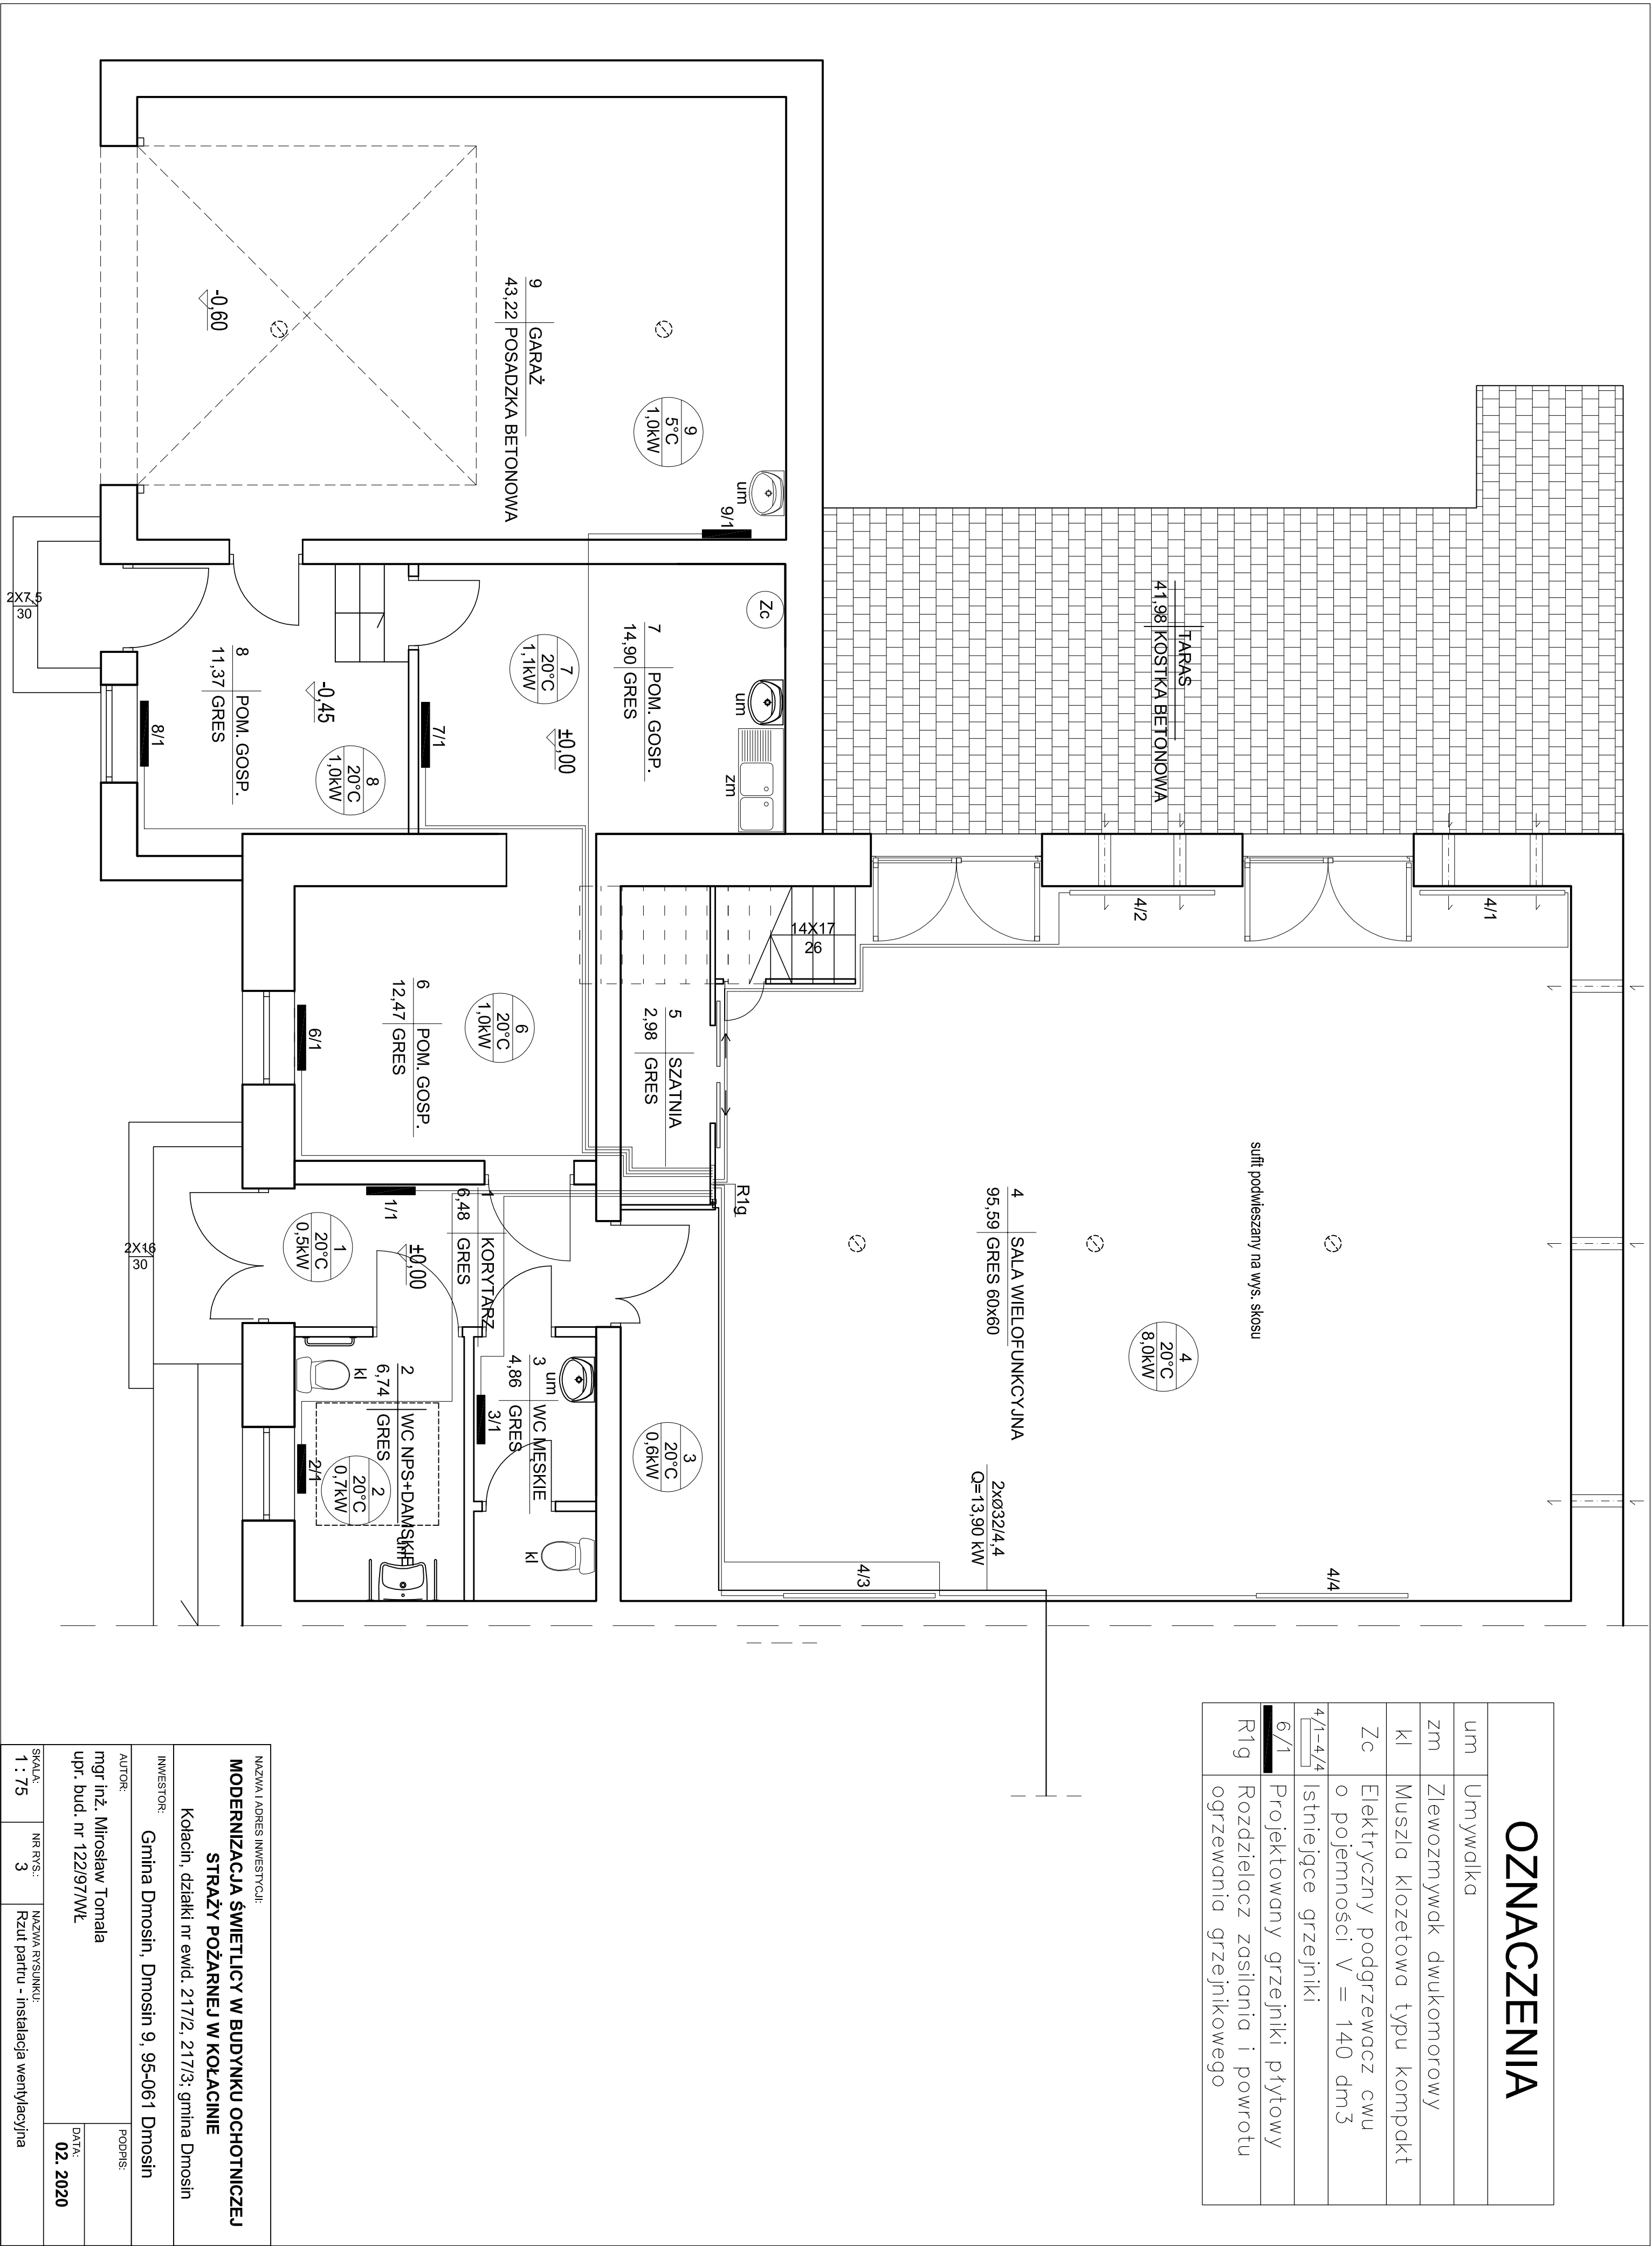 OZNACZENIA
um Umywalka
zm Zlewozmywak dwukomorowy
kl Muszla klozetowa typu kompakt
Zc Elektryczny podgrzewacz cwu
o pojemności V = 140 dm3
4/1-4/4 Istniejące grzejniki
6/1 Projektowany grzejniki płytowy
R1g Rozdzielacz zasilania i powrotu
ogrzewania grzejnikowego
TARAS
41,98 KOSTKA BETONOWA
4/1
4/2
4/3
4/4
sufit podwieszany na wys. skosu
4
20°C
8,0kW
4 SALA WIELOFUNKCYJNA
95,59 GRES 60x60
2xø32/4,4
Q=13,90 kW
14X17
26
R1g
9
5°C
1,0kW
um
9/1
9 GARAŻ
43,22 POSADZKA BETONOWA
-0,60
Zc
um
zm
7 POM. GOSP.
14,90 GRES
7
20°C
1,1kW
±0,00
7/1
5 SZATNIA
2,98 GRES
3
20°C
0,6kW
6
20°C
1,0kW
6 POM. GOSP.
12,47 GRES
6/1
8
20°C
1,0kW
-0,45
8 POM. GOSP.
11,37 GRES
8/1
2X7,5
30
1 KORYTARZ
6,48 GRES
±0,00
1/1
1
20°C
0,5kW
2X16
30
um
3 WC MĘSKIE
4,86 GRES
3/1
kl
2 WC NPS+DAMSKIE
6,74 GRES
kl
um
2
20°C
0,7kW
2/1
NAZWA I ADRES INWESTYCJI:
MODERNIZACJA ŚWIETLICY W BUDYNKU OCHOTNICZEJ
STRAŻY POŻARNEJ W KOŁACINIE
Kołacin, działki nr ewid. 217/2, 217/3; gmina Dmosin
INWESTOR:
Gmina Dmosin, Dmosin 9, 95-061 Dmosin
AUTOR:
mgr inż. Mirosław Tomala
upr. bud. nr 122/97/WŁ
PODPIS:
DATA:
02. 2020
SKALA:
1 : 75
NR RYS.:
3
NAZWA RYSUNKU:
Rzut partru - instalacja wentylacyjna